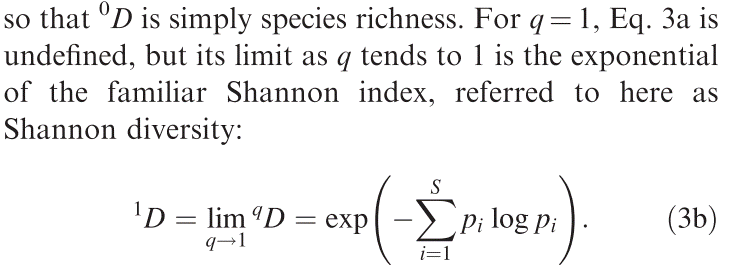 so that ⁰D is simply species richness. For q = 1, Eq. 3a is
undefined, but its limit as q tends to 1 is the exponential
of the familiar Shannon index, referred to here as
Shannon diversity:
¹D = lim_{q→1} ^qD = exp(−∑_{i=1}^{S} p_i log p_i). (3b)